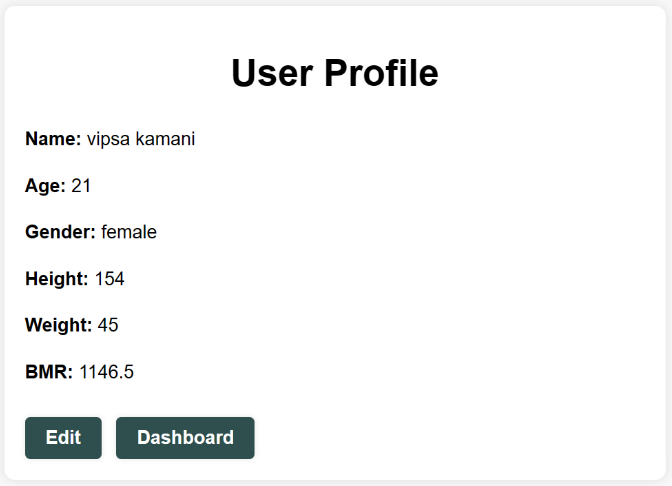 User Profile
Name: vipsa kamani
Age: 21
Gender: female
Height: 154
Weight: 45
BMR: 1146.5
Edit Dashboard